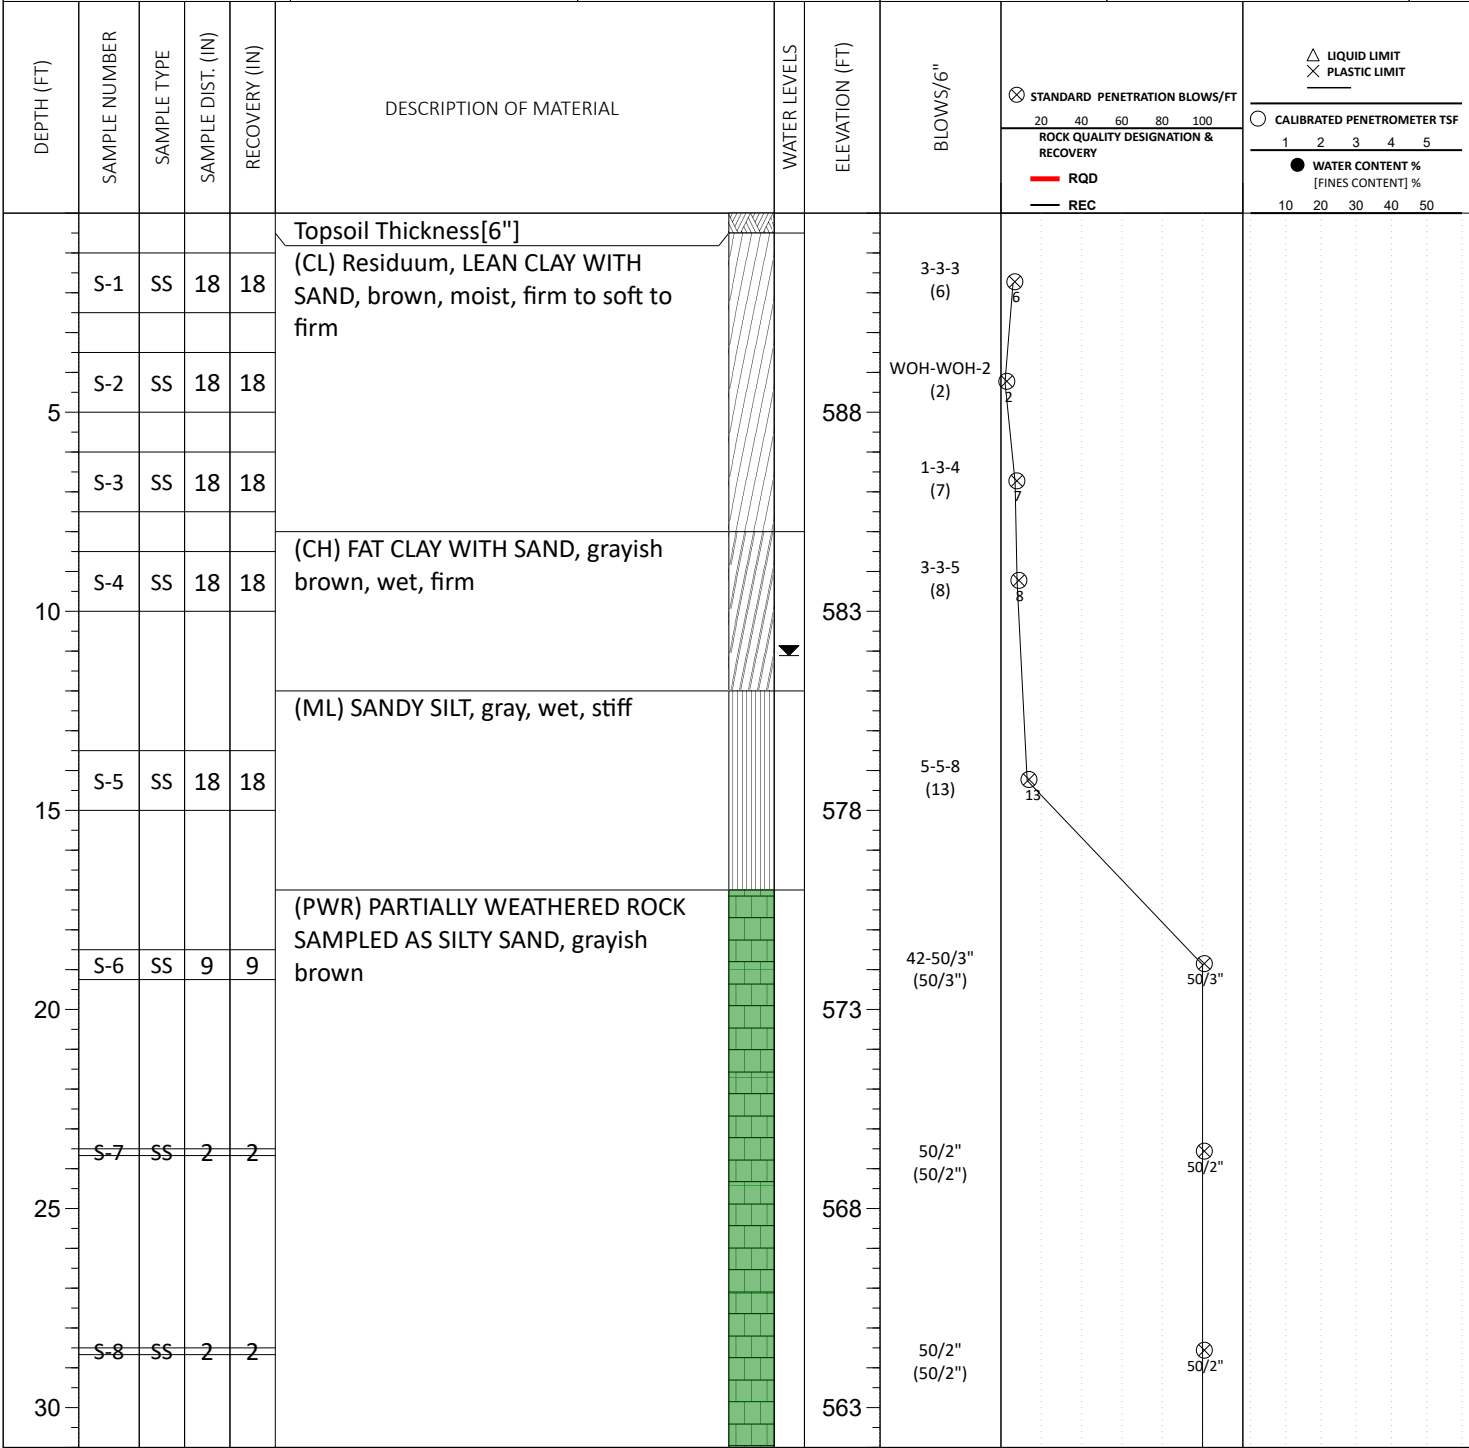 DEPTH (FT)
SAMPLE NUMBER
SAMPLE TYPE
SAMPLE DIST. (IN)
RECOVERY (IN)
DESCRIPTION OF MATERIAL
WATER LEVELS
ELEVATION (FT)
BLOWS/6"
STANDARD PENETRATION BLOWS/FT
20 40 60 80 100
ROCK QUALITY DESIGNATION &
RECOVERY
RQD
REC
LIQUID LIMIT
PLASTIC LIMIT
CALIBRATED PENETROMETER TSF
1 2 3 4 5
WATER CONTENT %
[FINES CONTENT] %
10 20 30 40 50
Topsoil Thickness[6"]
(CL) Residuum, LEAN CLAY WITH
SAND, brown, moist, firm to soft to
firm
S-1 SS 18 18
3-3-3
(6)
6
S-2 SS 18 18
WOH-WOH-2
(2)
2
5
588
S-3 SS 18 18
1-3-4
(7)
7
(CH) FAT CLAY WITH SAND, grayish
brown, wet, firm
S-4 SS 18 18
3-3-5
(8)
8
10
583
(ML) SANDY SILT, gray, wet, stiff
S-5 SS 18 18
5-5-8
(13)
13
15
578
(PWR) PARTIALLY WEATHERED ROCK
SAMPLED AS SILTY SAND, grayish
brown
S-6 SS 9 9
42-50/3"
(50/3")
50/3"
20
573
S-7 SS 2 2
50/2"
(50/2")
50/2"
25
568
S-8 SS 2 2
50/2"
(50/2")
50/2"
30
563